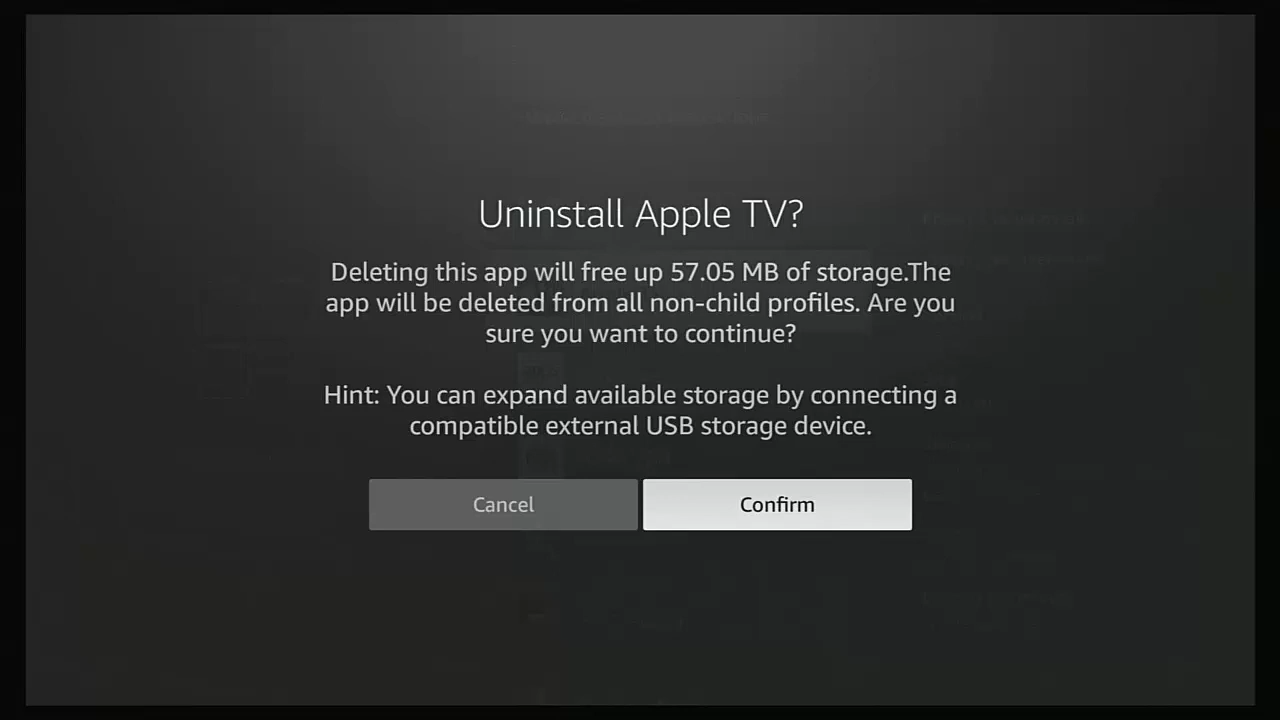 Uninstall Apple TV?
Deleting this app will free up 57.05 MB of storage.The
app will be deleted from all non-child profiles. Are you
sure you want to continue?
Hint: You can expand available storage by connecting a
compatible external USB storage device.
Cancel
Confirm